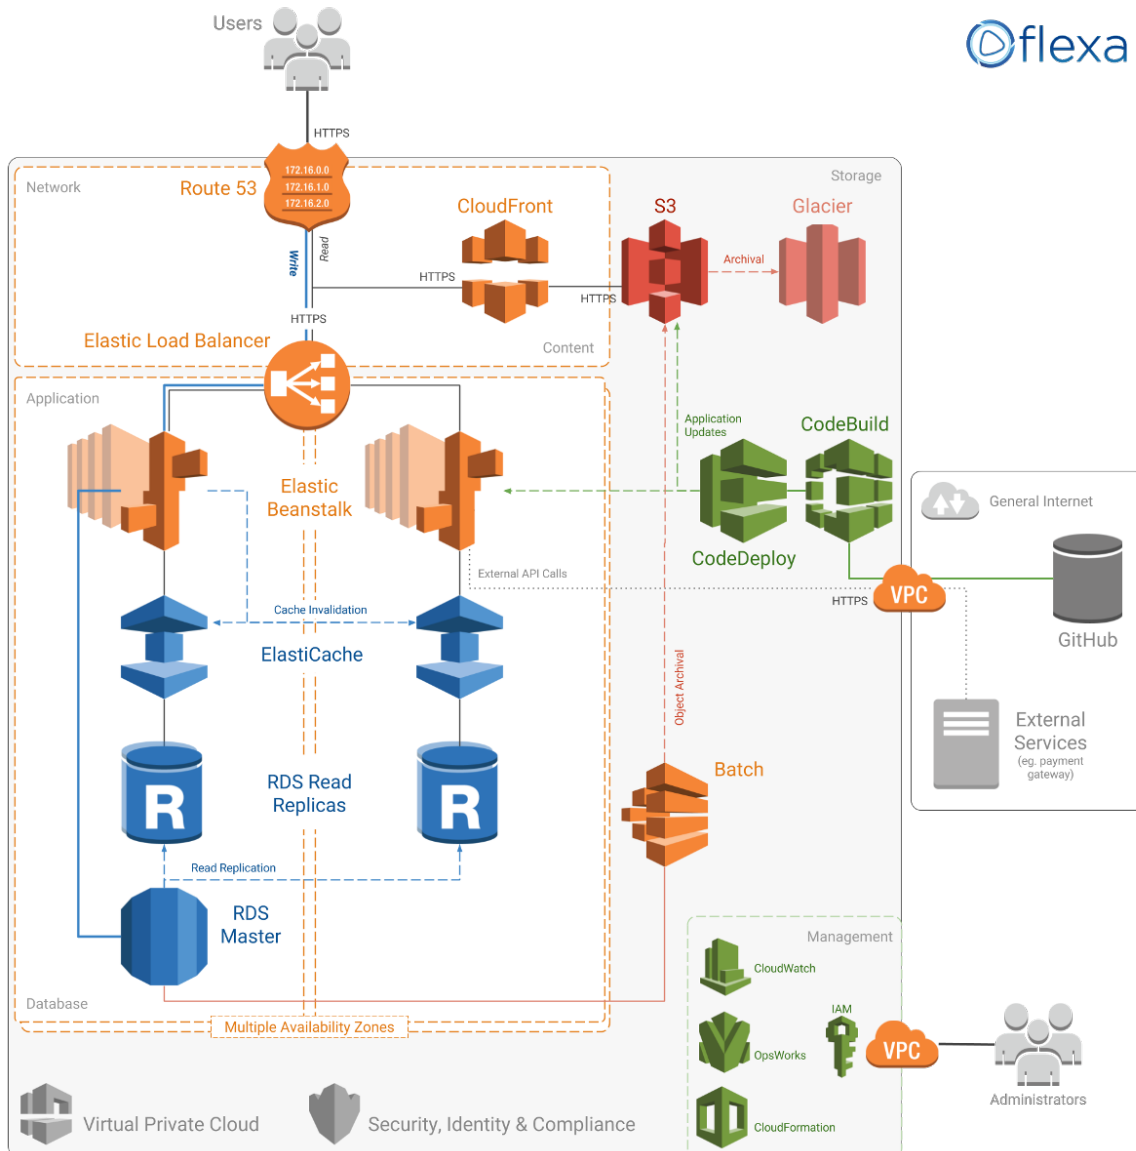 Users
flexa
HTTPS
Network
Route 53
172.16.0.0
172.16.1.0
172.16.2.0
Storage
CloudFront
S3
Glacier
Write
Read
Archival
HTTPS
HTTPS
HTTPS
Elastic Load Balancer
Content
Application
Elastic
Beanstalk
Application
Updates
CodeBuild
CodeDeploy
General Internet
External API Calls
HTTPS
VPC
GitHub
Cache Invalidation
ElastiCache
Object Archival
External
Services
(eg. payment
gateway)
RDS Read
Replicas
R
R
Batch
Read Replication
RDS
Master
Database
Multiple Availability Zones
Management
CloudWatch
OpsWorks
IAM
VPC
CloudFormation
Administrators
Virtual Private Cloud
Security, Identity & Compliance